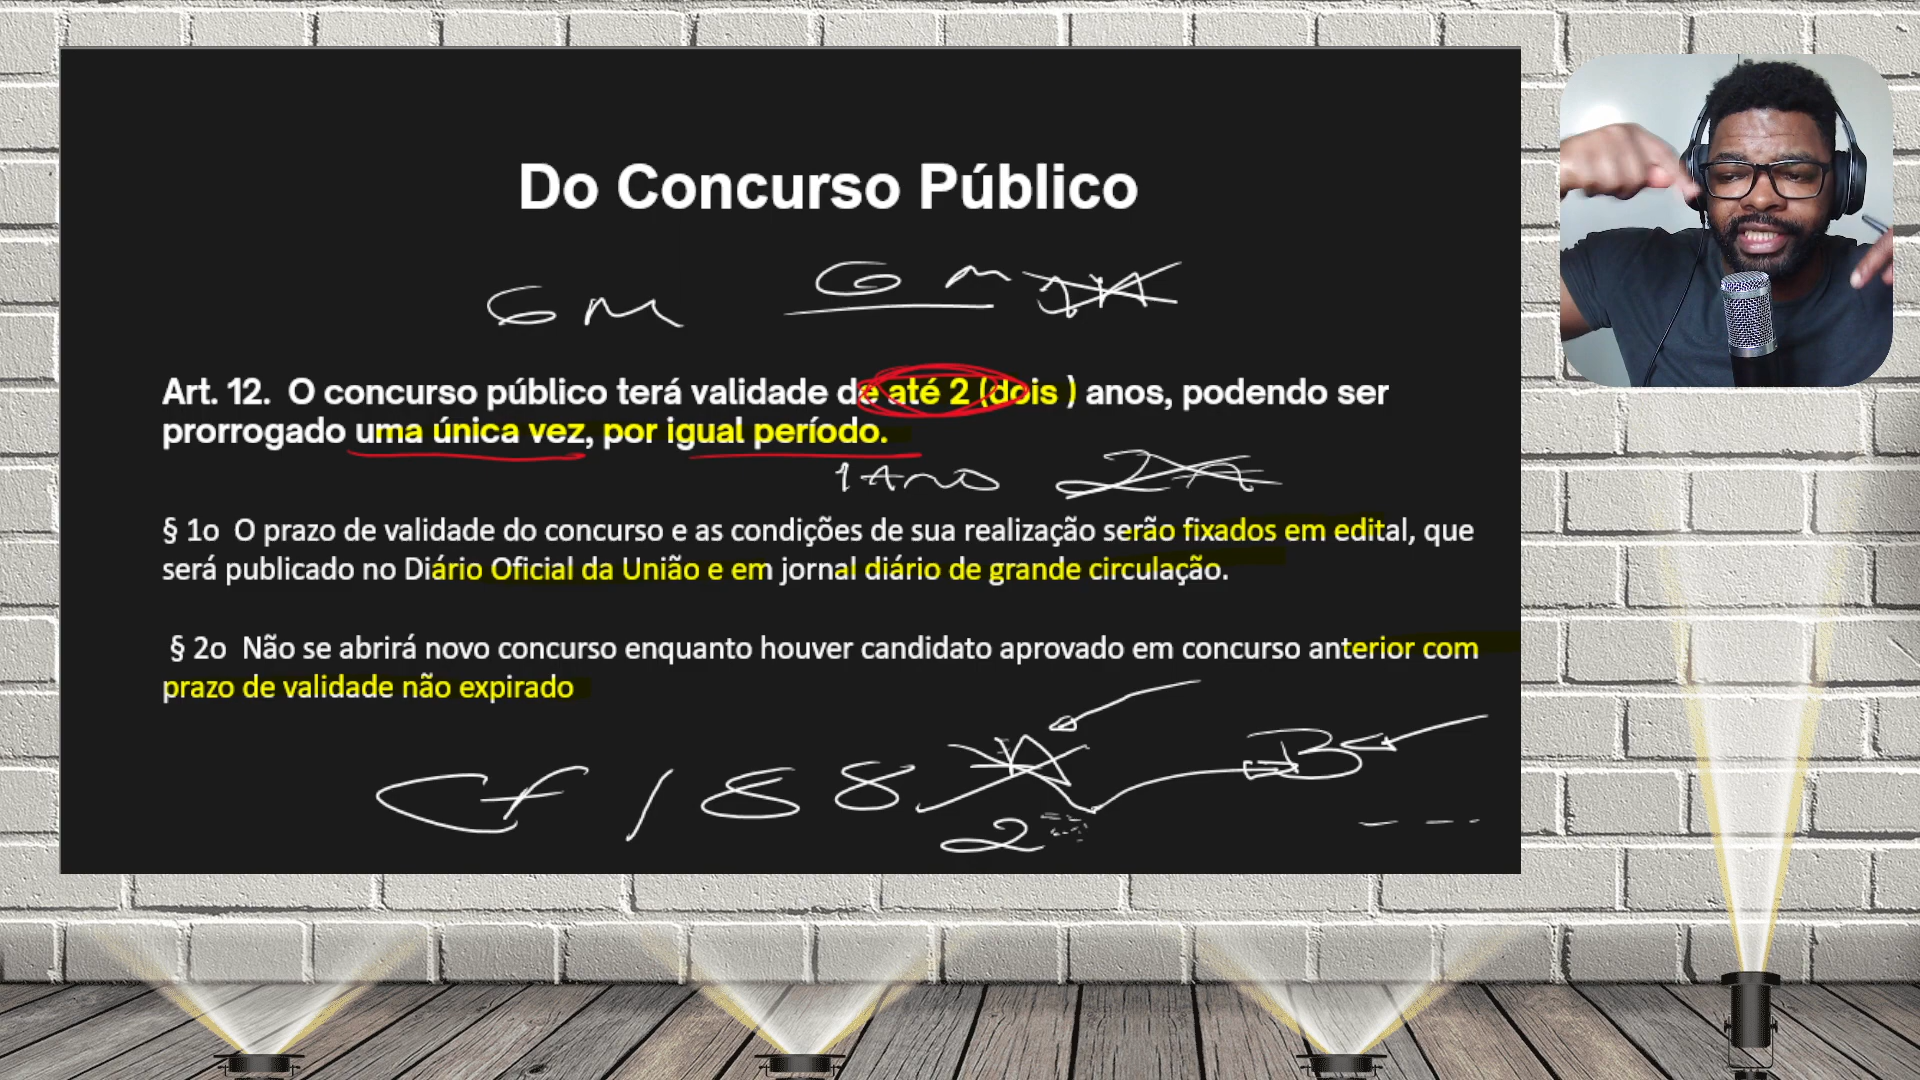 Do Concurso Público
6M 6M 1A
Art. 12. O concurso público terá validade de até 2 (dois ) anos, podendo ser
prorrogado uma única vez, por igual período.
1 ANO 2A
§ 1o O prazo de validade do concurso e as condições de sua realização serão fixados em edital, que
será publicado no Diário Oficial da União e em jornal diário de grande circulação.
§ 2o Não se abrirá novo concurso enquanto houver candidato aprovado em concurso anterior com
prazo de validade não expirado
A B
CF/88
2